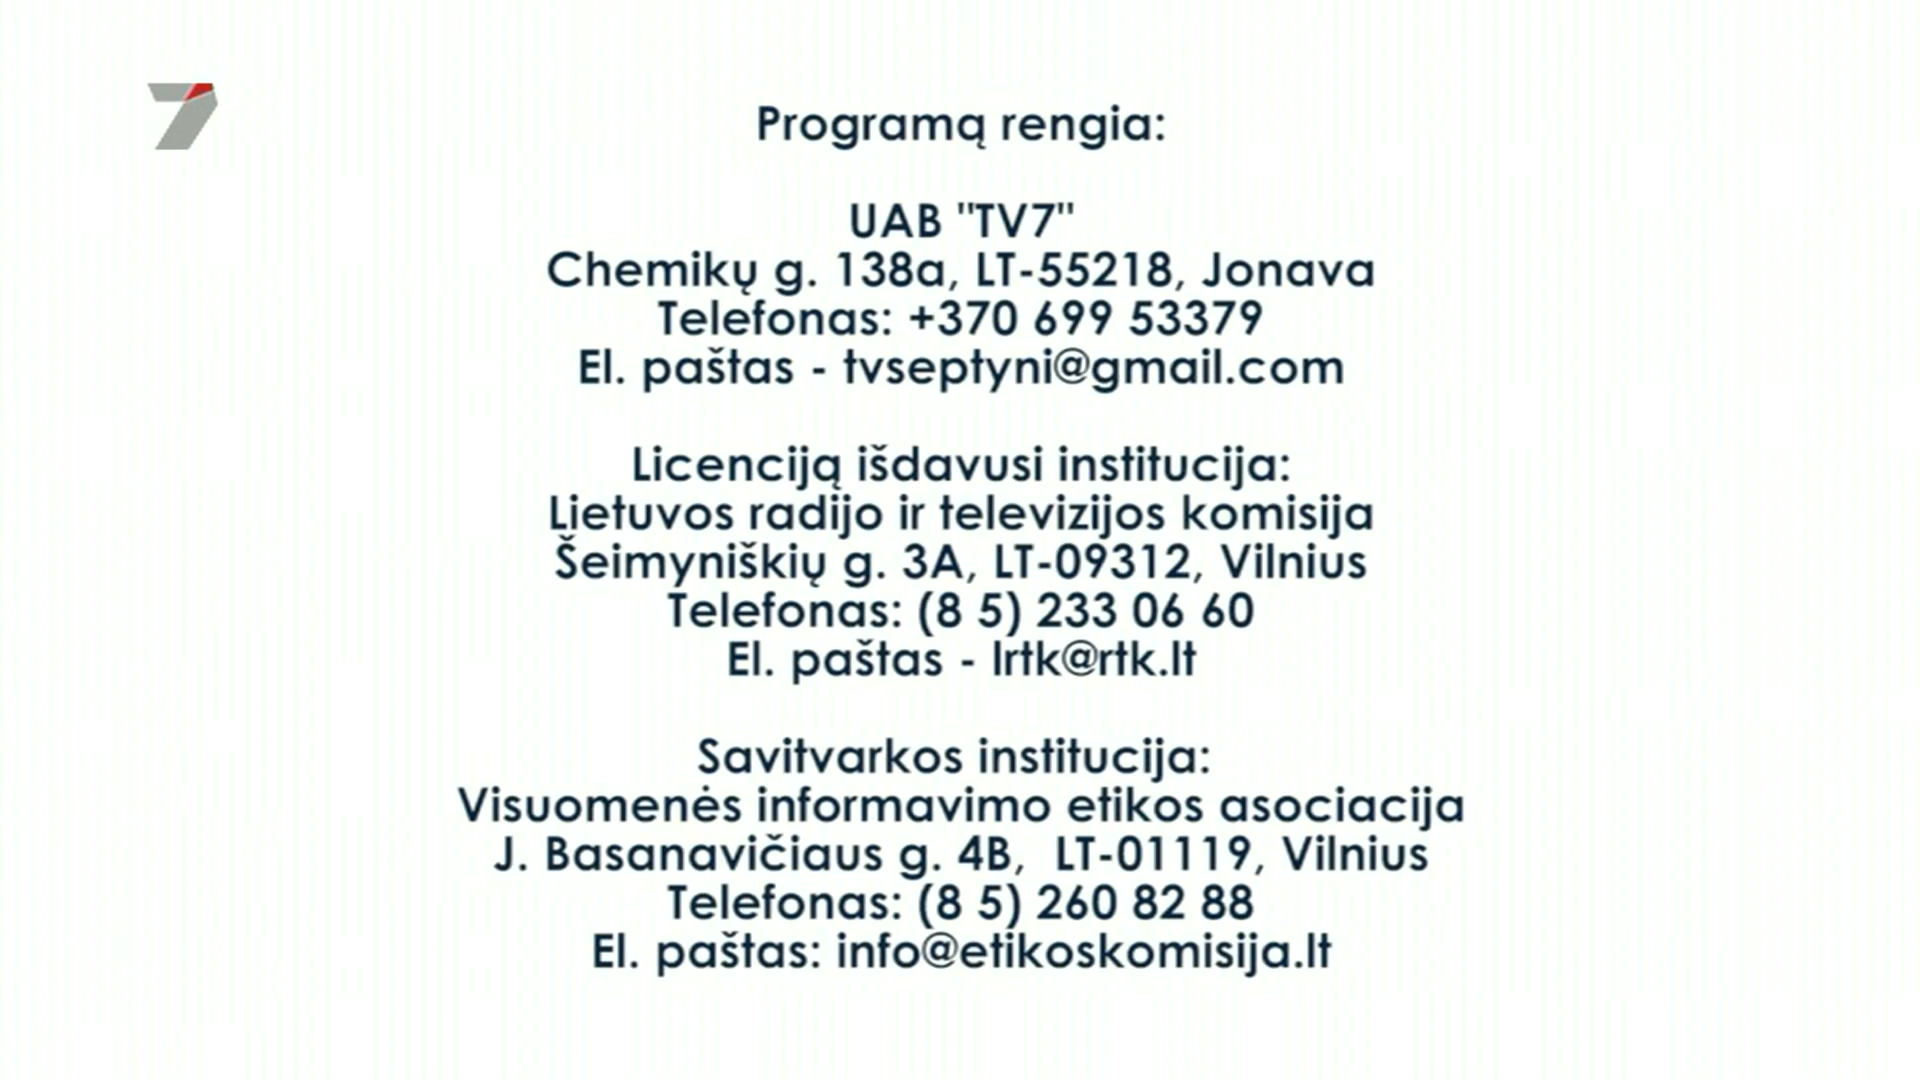 7
Programą rengia:
UAB "TV7"
Chemikų g. 138a, LT-55218, Jonava
Telefonas: +370 699 53379
El. paštas - tvseptyni@gmail.com
Licenciją išdavusi institucija:
Lietuvos radijo ir televizijos komisija
Šeimyniškių g. 3A, LT-09312, Vilnius
Telefonas: (8 5) 233 06 60
El. paštas - lrtk@rtk.lt
Savitvarkos institucija:
Visuomenės informavimo etikos asociacija
J. Basanavičiaus g. 4B,  LT-01119, Vilnius
Telefonas: (8 5) 260 82 88
El. paštas: info@etikoskomisija.lt